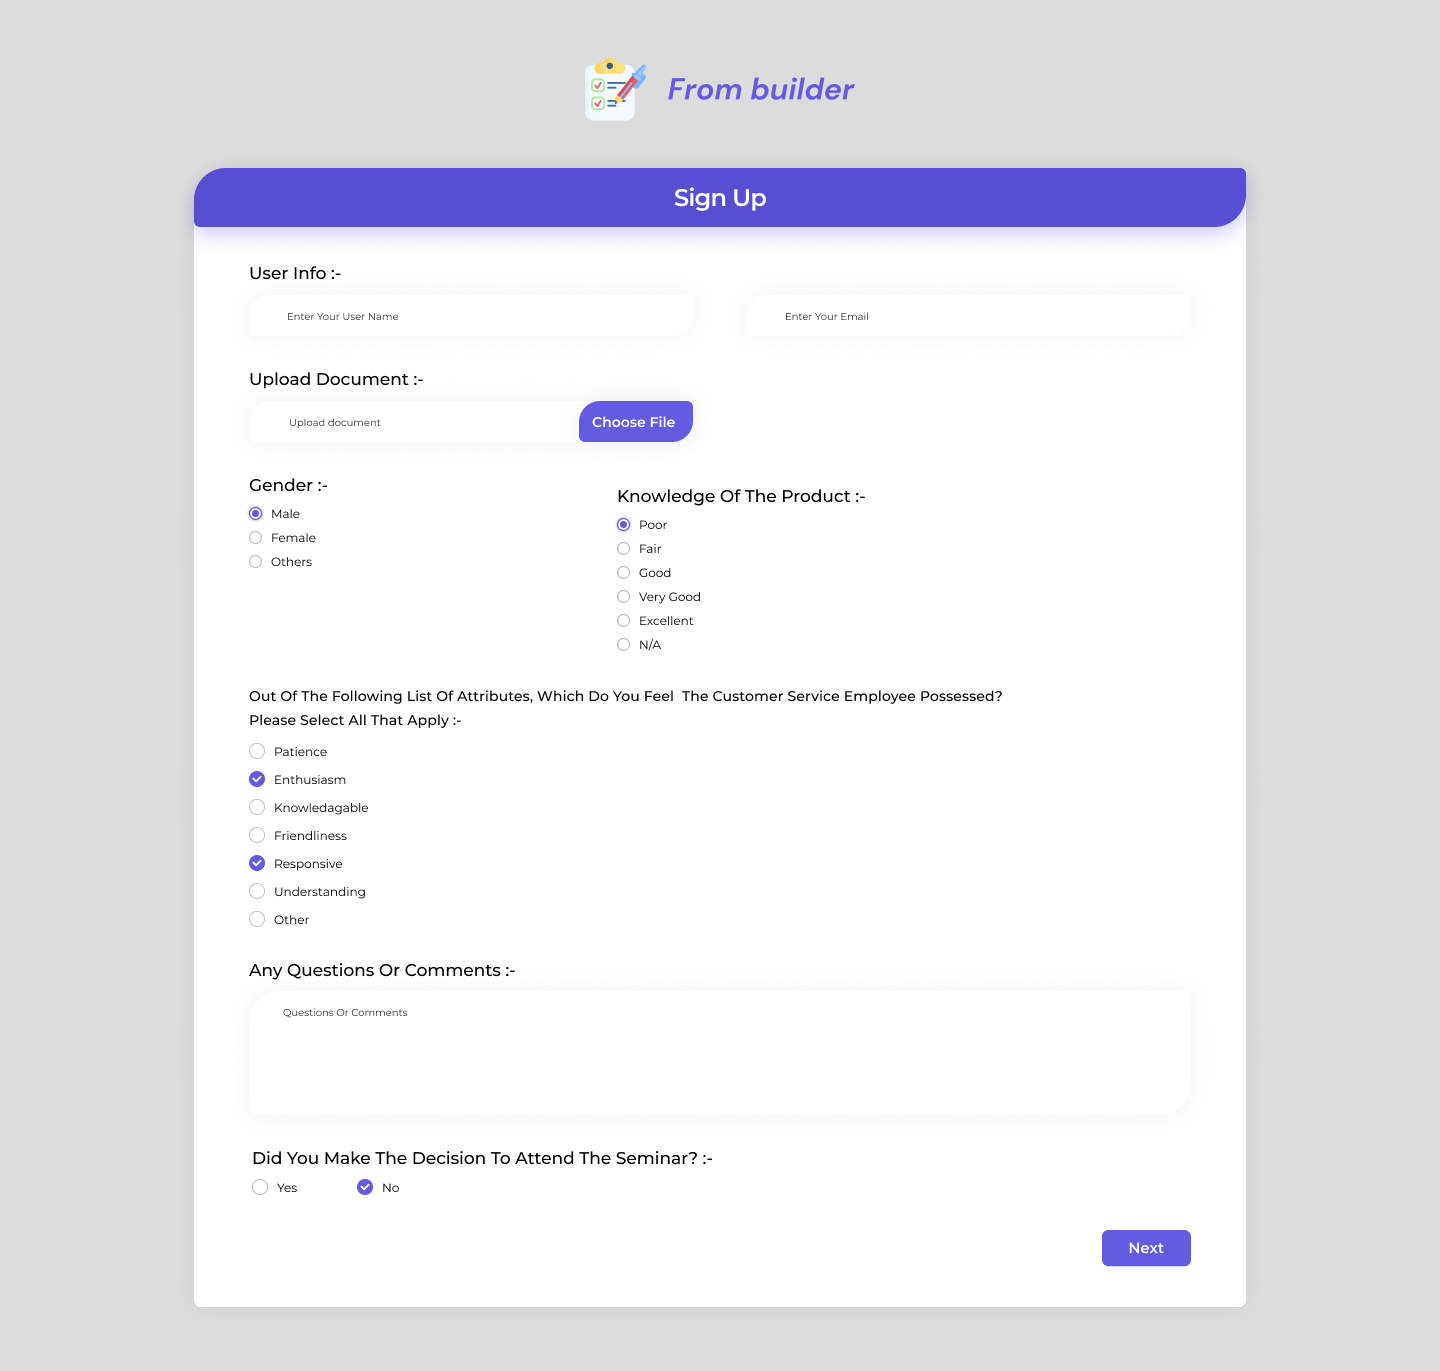 From builder
Sign Up
User Info :-
Enter Your User Name
Enter Your Email
Upload Document :-
Upload document
Choose File
Gender :-
Male
Female
Others
Knowledge Of The Product :-
Poor
Fair
Good
Very Good
Excellent
N/A
Out Of The Following List Of Attributes, Which Do You Feel  The Customer Service Employee Possessed?
Please Select All That Apply :-
Patience
Enthusiasm
Knowledagable
Friendliness
Responsive
Understanding
Other
Any Questions Or Comments :-
Questions Or Comments
Did You Make The Decision To Attend The Seminar? :-
Yes
No
Next